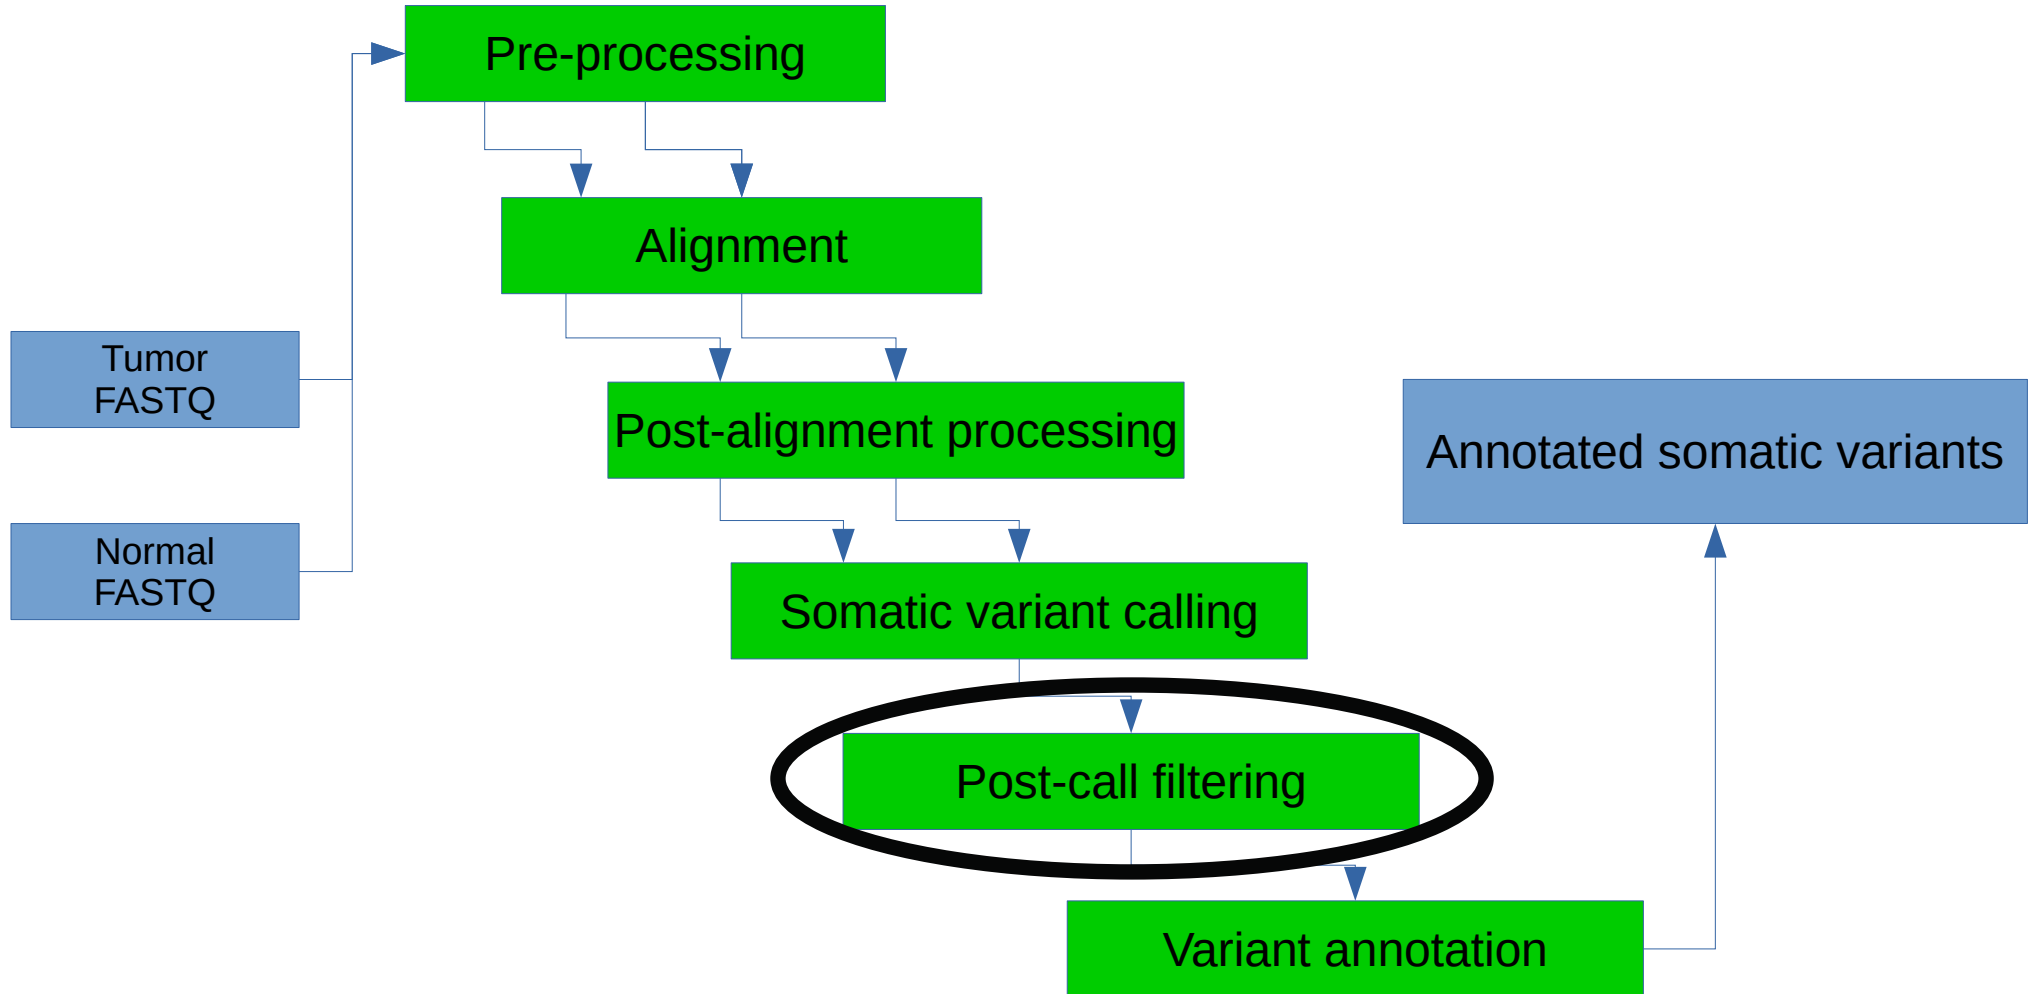 Pre-processing
Alignment
Tumor
FASTQ
Post-alignment processing
Annotated somatic variants
Normal
FASTQ
Somatic variant calling
Post-call filtering
Variant annotation